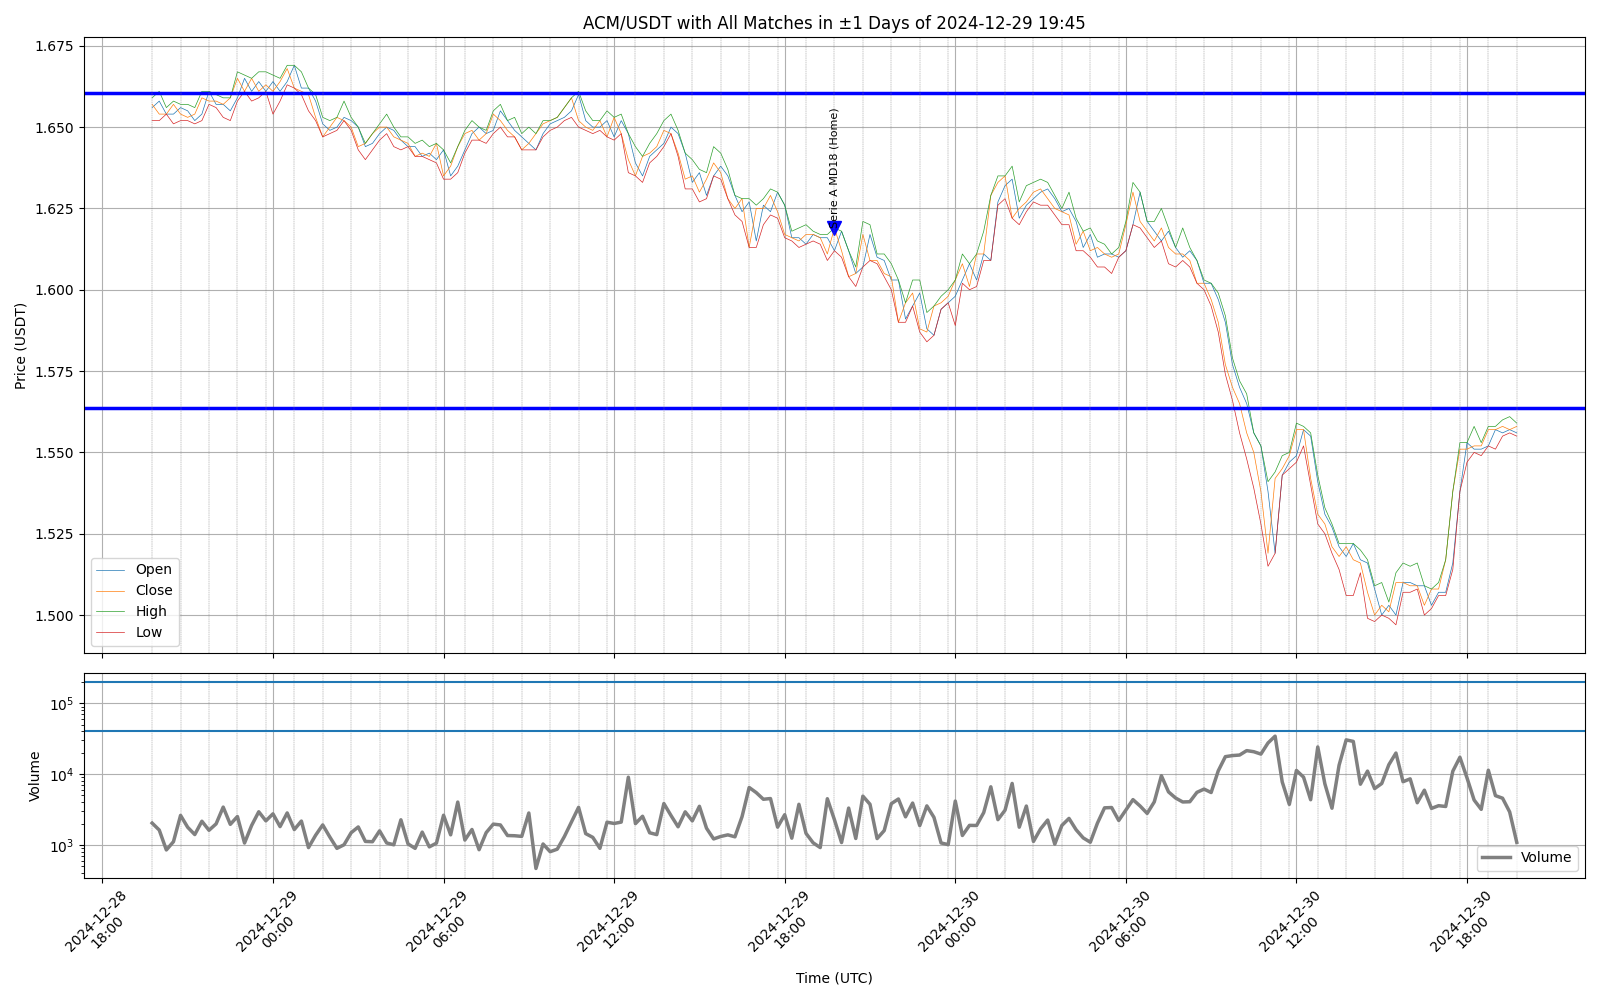 ACM/USDT with All Matches in ±1 Days of 2024-12-29 19:45
1.675
1.650
1.625
1.600
1.575
1.550
1.525
1.500
Price (USDT)
Serie A MD18 (Home)
Open
Close
High
Low
10^5
10^4
10^3
Volume
Volume
2024-12-28
18:00
2024-12-29
00:00
2024-12-29
06:00
2024-12-29
12:00
2024-12-29
18:00
2024-12-30
00:00
2024-12-30
06:00
2024-12-30
12:00
2024-12-30
18:00
Time (UTC)